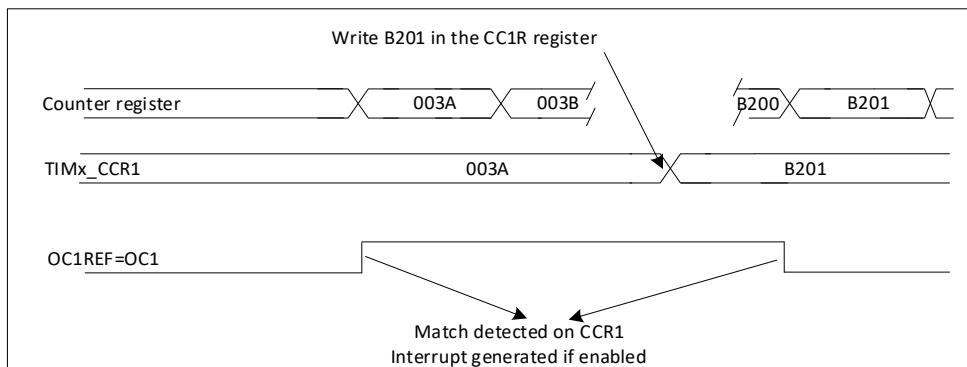 Write B201 in the CC1R register
Counter register 003A 003B B200 B201
TIMx_CCR1 003A B201
OC1REF=OC1
Match detected on CCR1
Interrupt generated if enabled